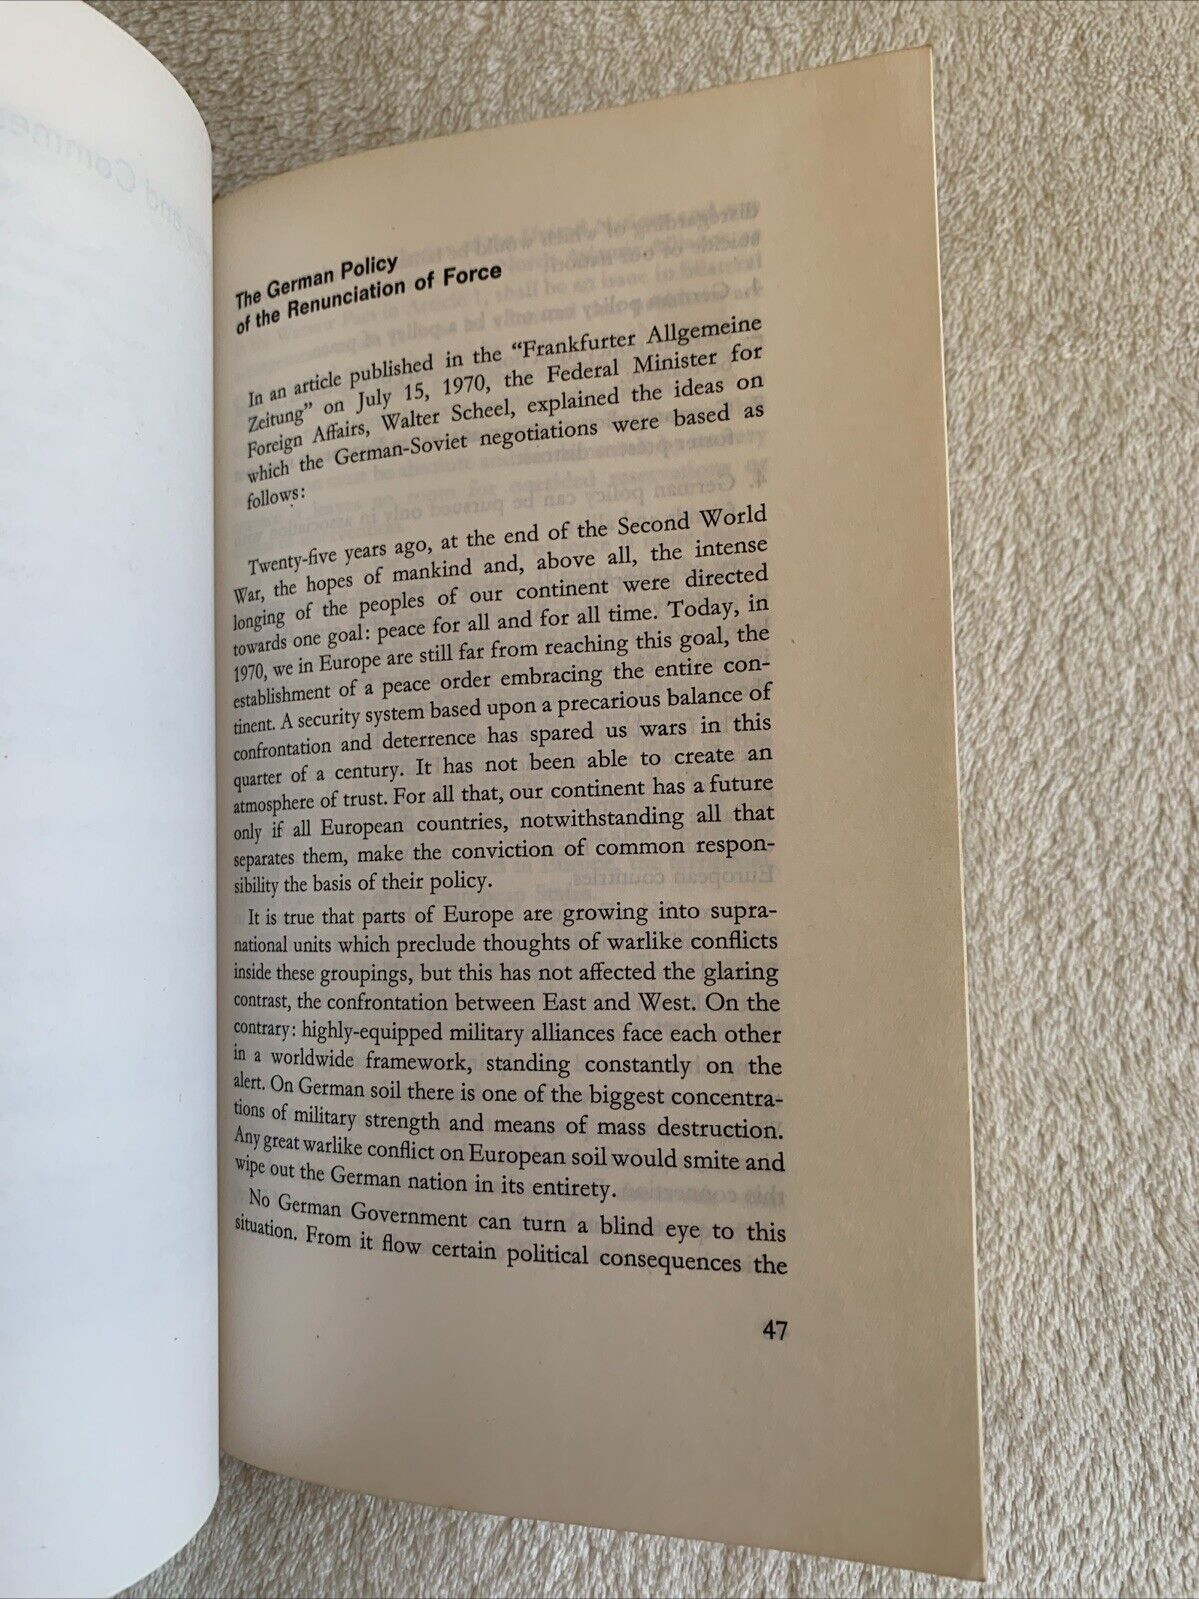 and Comme
The German Policy
of the Renunciation of Force
In an article published in the “Frankfurter Allgemeine
Zeitung” on July 15, 1970, the Federal Minister for
Foreign Affairs, Walter Scheel, explained the ideas on
which the German-Soviet negotiations were based as
follows:
Twenty-five years ago, at the end of the Second World
War, the hopes of mankind and, above all, the intense
longing of the peoples of our continent were directed
towards one goal: peace for all and for all time. Today, in
1970, we in Europe are still far from reaching this goal, the
establishment of a peace order embracing the entire con-
tinent. A security system based upon a precarious balance of
confrontation and deterrence has spared us wars in this
quarter of a century. It has not been able to create an
atmosphere of trust. For all that, our continent has a future
only if all European countries, notwithstanding all that
separates them, make the conviction of common respon-
sibility the basis of their policy.
It is true that parts of Europe are growing into supra-
national units which preclude thoughts of warlike conflicts
inside these groupings, but this has not affected the glaring
contrast, the confrontation between East and West. On the
contrary: highly-equipped military alliances face each other
in a worldwide framework, standing constantly on the
alert. On German soil there is one of the biggest concentra-
tions of military strength and means of mass destruction.
Any great warlike conflict on European soil would smite and
wipe out the German nation in its entirety.
No German Government can turn a blind eye to this
situation. From it flow certain political consequences the
47